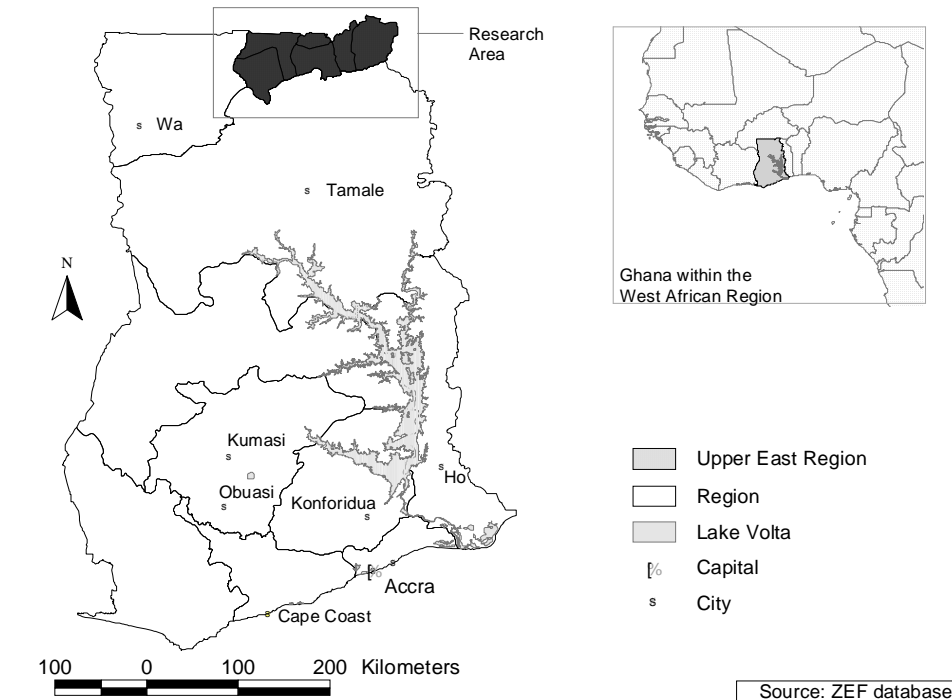 Research
Area
Wa
Tamale
N
Ghana within the
West African Region
Kumasi
Obuasi
Konforidua
Ho
Accra
Cape Coast
Upper East Region
Region
Lake Volta
Capital
City
100 0 100 200 Kilometers
Source: ZEF database